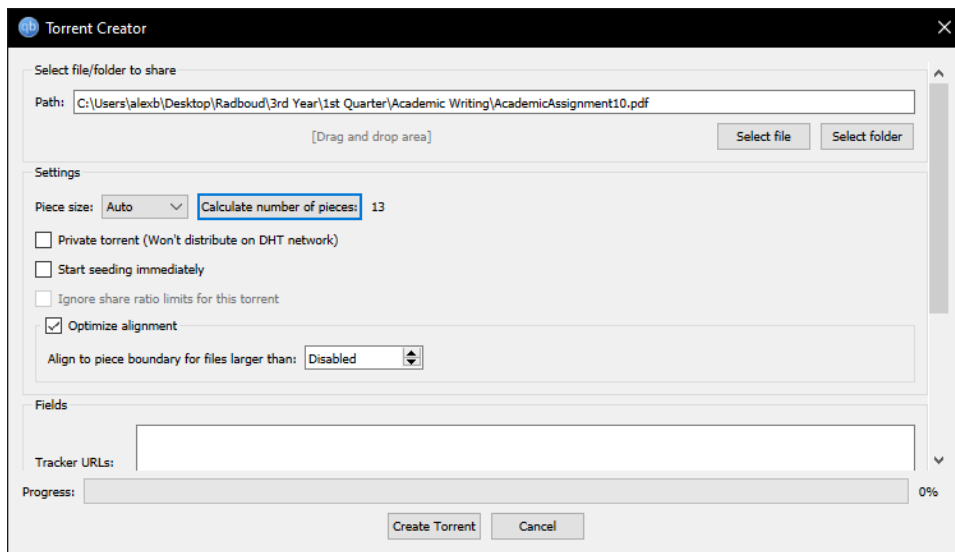 qb Torrent Creator
Select file/folder to share
Path: C:\Users\alexb\Desktop\Radboud\3rd Year\1st Quarter\Academic Writing\AcademicAssignment10.pdf
[Drag and drop area] Select file Select folder
Settings
Piece size: Auto Calculate number of pieces: 13
Private torrent (Won't distribute on DHT network)
Start seeding immediately
Ignore share ratio limits for this torrent
Optimize alignment
Align to piece boundary for files larger than: Disabled
Fields
Tracker URLs:
Progress: 0%
Create Torrent Cancel